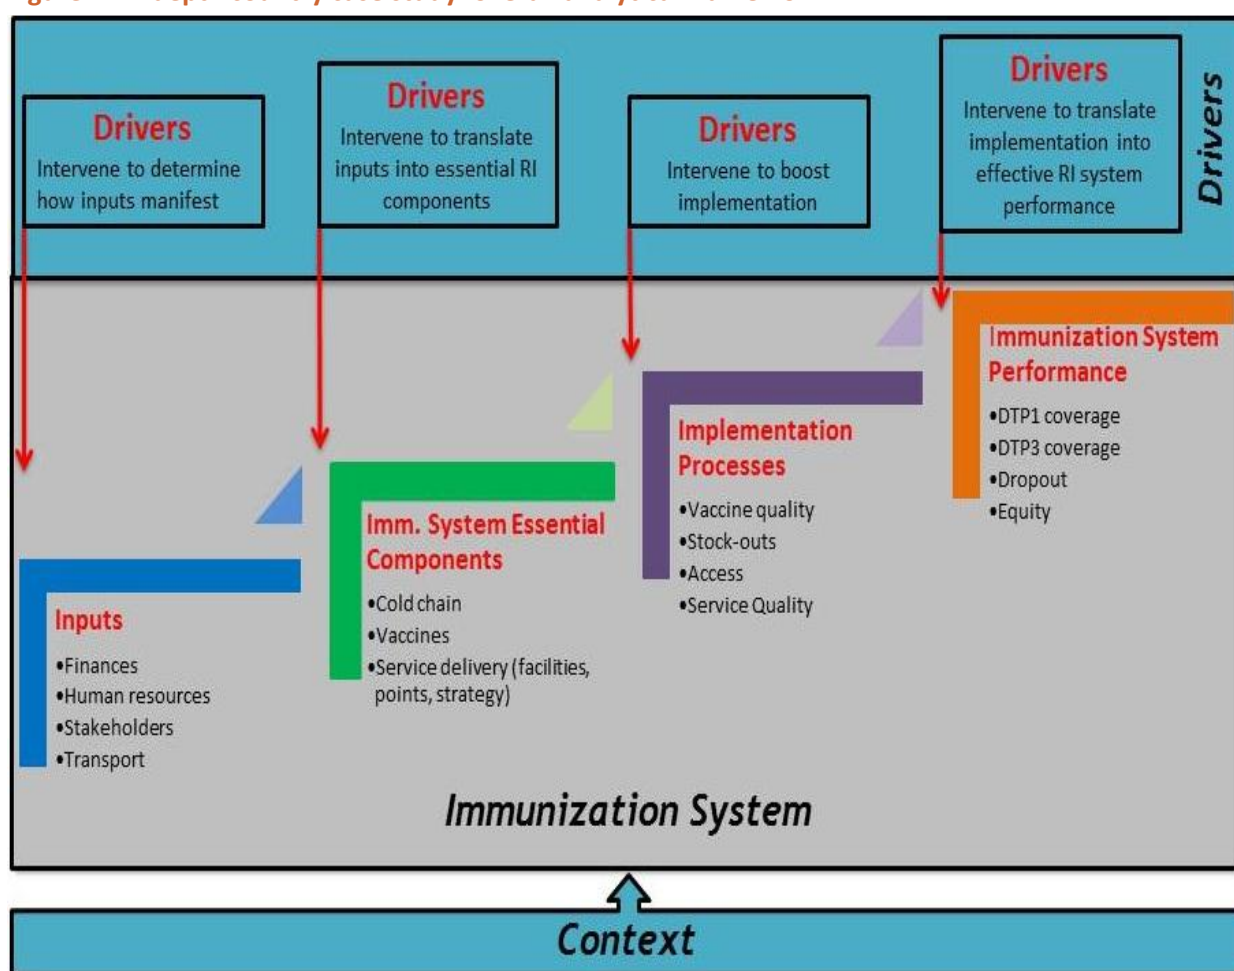 Drivers
Intervene to determine
how inputs manifest
Drivers
Intervene to translate
inputs into essential RI
components
Drivers
Intervene to boost
implementation
Drivers
Intervene to translate
implementation into
effective RI system
performance
Drivers
Inputs
•Finances
•Human resources
•Stakeholders
•Transport
Imm. System Essential
Components
•Cold chain
•Vaccines
•Service delivery (facilities,
points, strategy)
Implementation
Processes
•Vaccine quality
•Stock-outs
•Access
•Service Quality
Immunization System
Performance
•DTP1 coverage
•DTP3 coverage
•Dropout
•Equity
Immunization System
Context